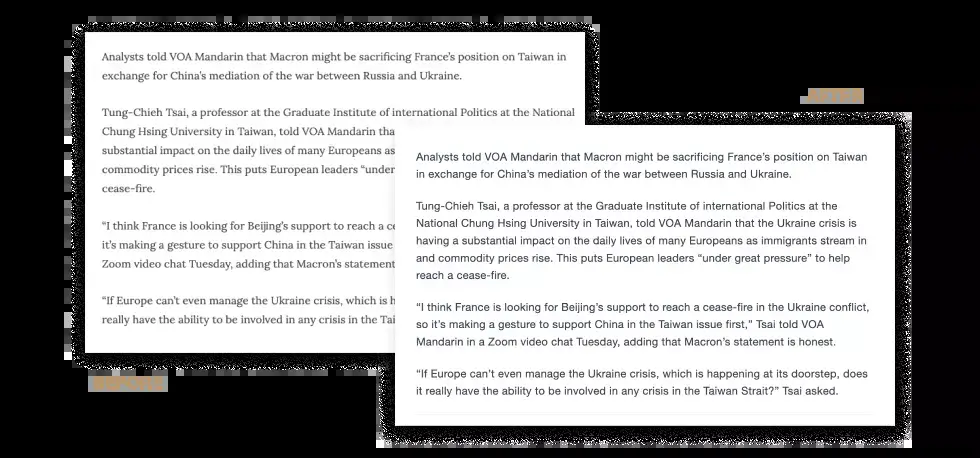 Analysts told VOA Mandarin that Macron might be sacrificing France’s position on Taiwan in
exchange for China’s mediation of the war between Russia and Ukraine.
Tung-Chieh Tsai, a professor at the Graduate Institute of international Politics at the National
Chung Hsing University in Taiwan, told VOA Mandarin tha
substantial impact on the daily lives of many Europeans as
commodity prices rise. This puts European leaders “under
cease-fire.
“I think France is looking for Beijing’s support to reach a ce
it’s making a gesture to support China in the Taiwan issue
Zoom video chat Tuesday, adding that Macron’s statement
“If Europe can’t even manage the Ukraine crisis, which is h
really have the ability to be involved in any crisis in the Tai
Analysts told VOA Mandarin that Macron might be sacrificing France’s position on Taiwan
in exchange for China’s mediation of the war between Russia and Ukraine.
Tung-Chieh Tsai, a professor at the Graduate Institute of international Politics at the
National Chung Hsing University in Taiwan, told VOA Mandarin that the Ukraine crisis is
having a substantial impact on the daily lives of many Europeans as immigrants stream in
and commodity prices rise. This puts European leaders “under great pressure” to help
reach a cease-fire.
“I think France is looking for Beijing’s support to reach a cease-fire in the Ukraine conflict,
so it’s making a gesture to support China in the Taiwan issue first,” Tsai told VOA
Mandarin in a Zoom video chat Tuesday, adding that Macron’s statement is honest.
“If Europe can’t even manage the Ukraine crisis, which is happening at its doorstep, does
it really have the ability to be involved in any crisis in the Taiwan Strait?” Tsai asked.